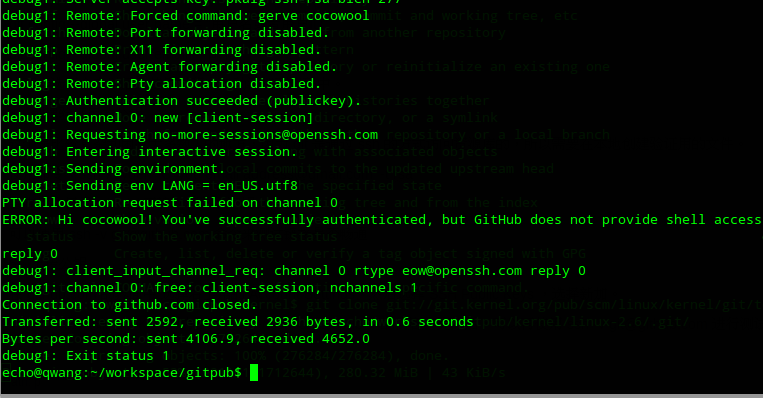 debug1: Server accepts key: pkalg ssh-rsa blen 277
debug1: Remote: Forced command: gerve cocowool
debug1: Remote: Port forwarding disabled.
debug1: Remote: X11 forwarding disabled.
debug1: Remote: Agent forwarding disabled.
debug1: Remote: Pty allocation disabled.
debug1: Authentication succeeded (publickey).
debug1: channel 0: new [client-session]
debug1: Requesting no-more-sessions@openssh.com
debug1: Entering interactive session.
debug1: Sending environment.
debug1: Sending env LANG = en_US.utf8
PTY allocation request failed on channel 0
ERROR: Hi cocowool! You've successfully authenticated, but GitHub does not provide shell access
reply 0
debug1: client_input_channel_req: channel 0 rtype eow@openssh.com reply 0
debug1: channel 0: free: client-session, nchannels 1
Connection to github.com closed.
Transferred: sent 2592, received 2936 bytes, in 0.6 seconds
Bytes per second: sent 4106.9, received 4652.0
debug1: Exit status 1
echo@qwang:~/workspace/gitpub$